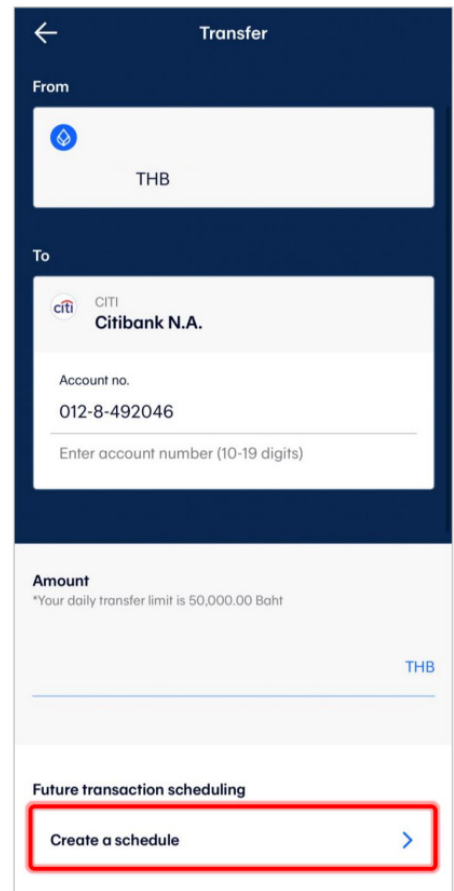 Transfer
From
THB
To
citi
CITI
Citibank N.A.
Account no.
012-8-492046
Enter account number (10-19 digits)
Amount
*Your daily transfer limit is 50,000.00 Baht
THB
Future transaction scheduling
Create a schedule